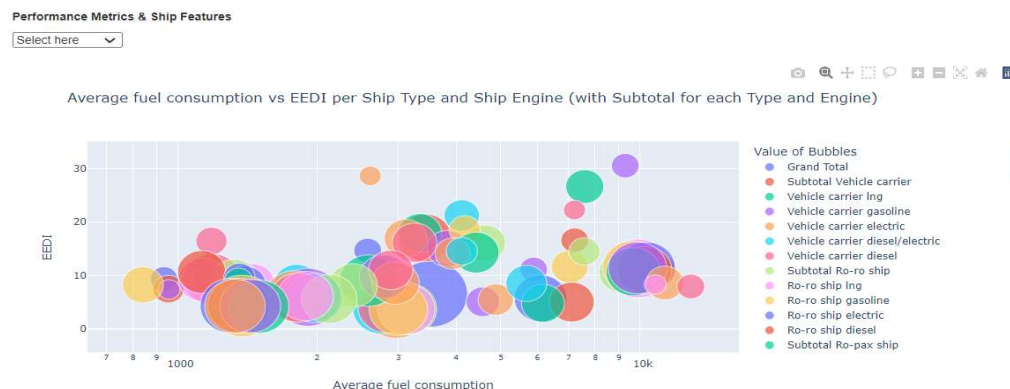 Performance Metrics & Ship Features
Select here
Average fuel consumption vs EEDI per Ship Type and Ship Engine (with Subtotal for each Type and Engine)
Value of Bubbles
Grand Total
Subtotal Vehicle carrier
Vehicle carrier lng
Vehicle carrier gasoline
Vehicle carrier electric
Vehicle carrier diesel/electric
Vehicle carrier diesel
Subtotal Ro-ro ship
Ro-ro ship lng
Ro-ro ship gasoline
Ro-ro ship electric
Ro-ro ship diesel
Subtotal Ro-pax ship
EEDI
30
20
10
0
7 8 9 1000 2 3 4 5 6 7 8 9 10k
Average fuel consumption